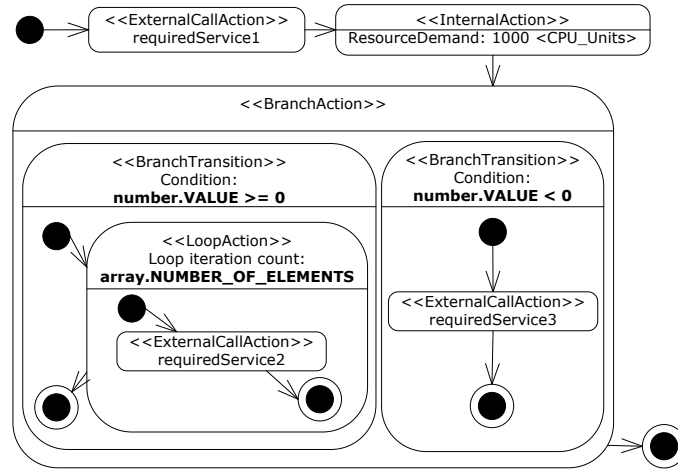 <<ExternalCallAction>>
requiredService1
<<InternalAction>>
ResourceDemand: 1000 <CPU_Units>
<<BranchAction>>
<<BranchTransition>>
Condition:
number.VALUE >= 0
<<LoopAction>>
Loop iteration count:
array.NUMBER_OF_ELEMENTS
<<ExternalCallAction>>
requiredService2
<<BranchTransition>>
Condition:
number.VALUE < 0
<<ExternalCallAction>>
requiredService3